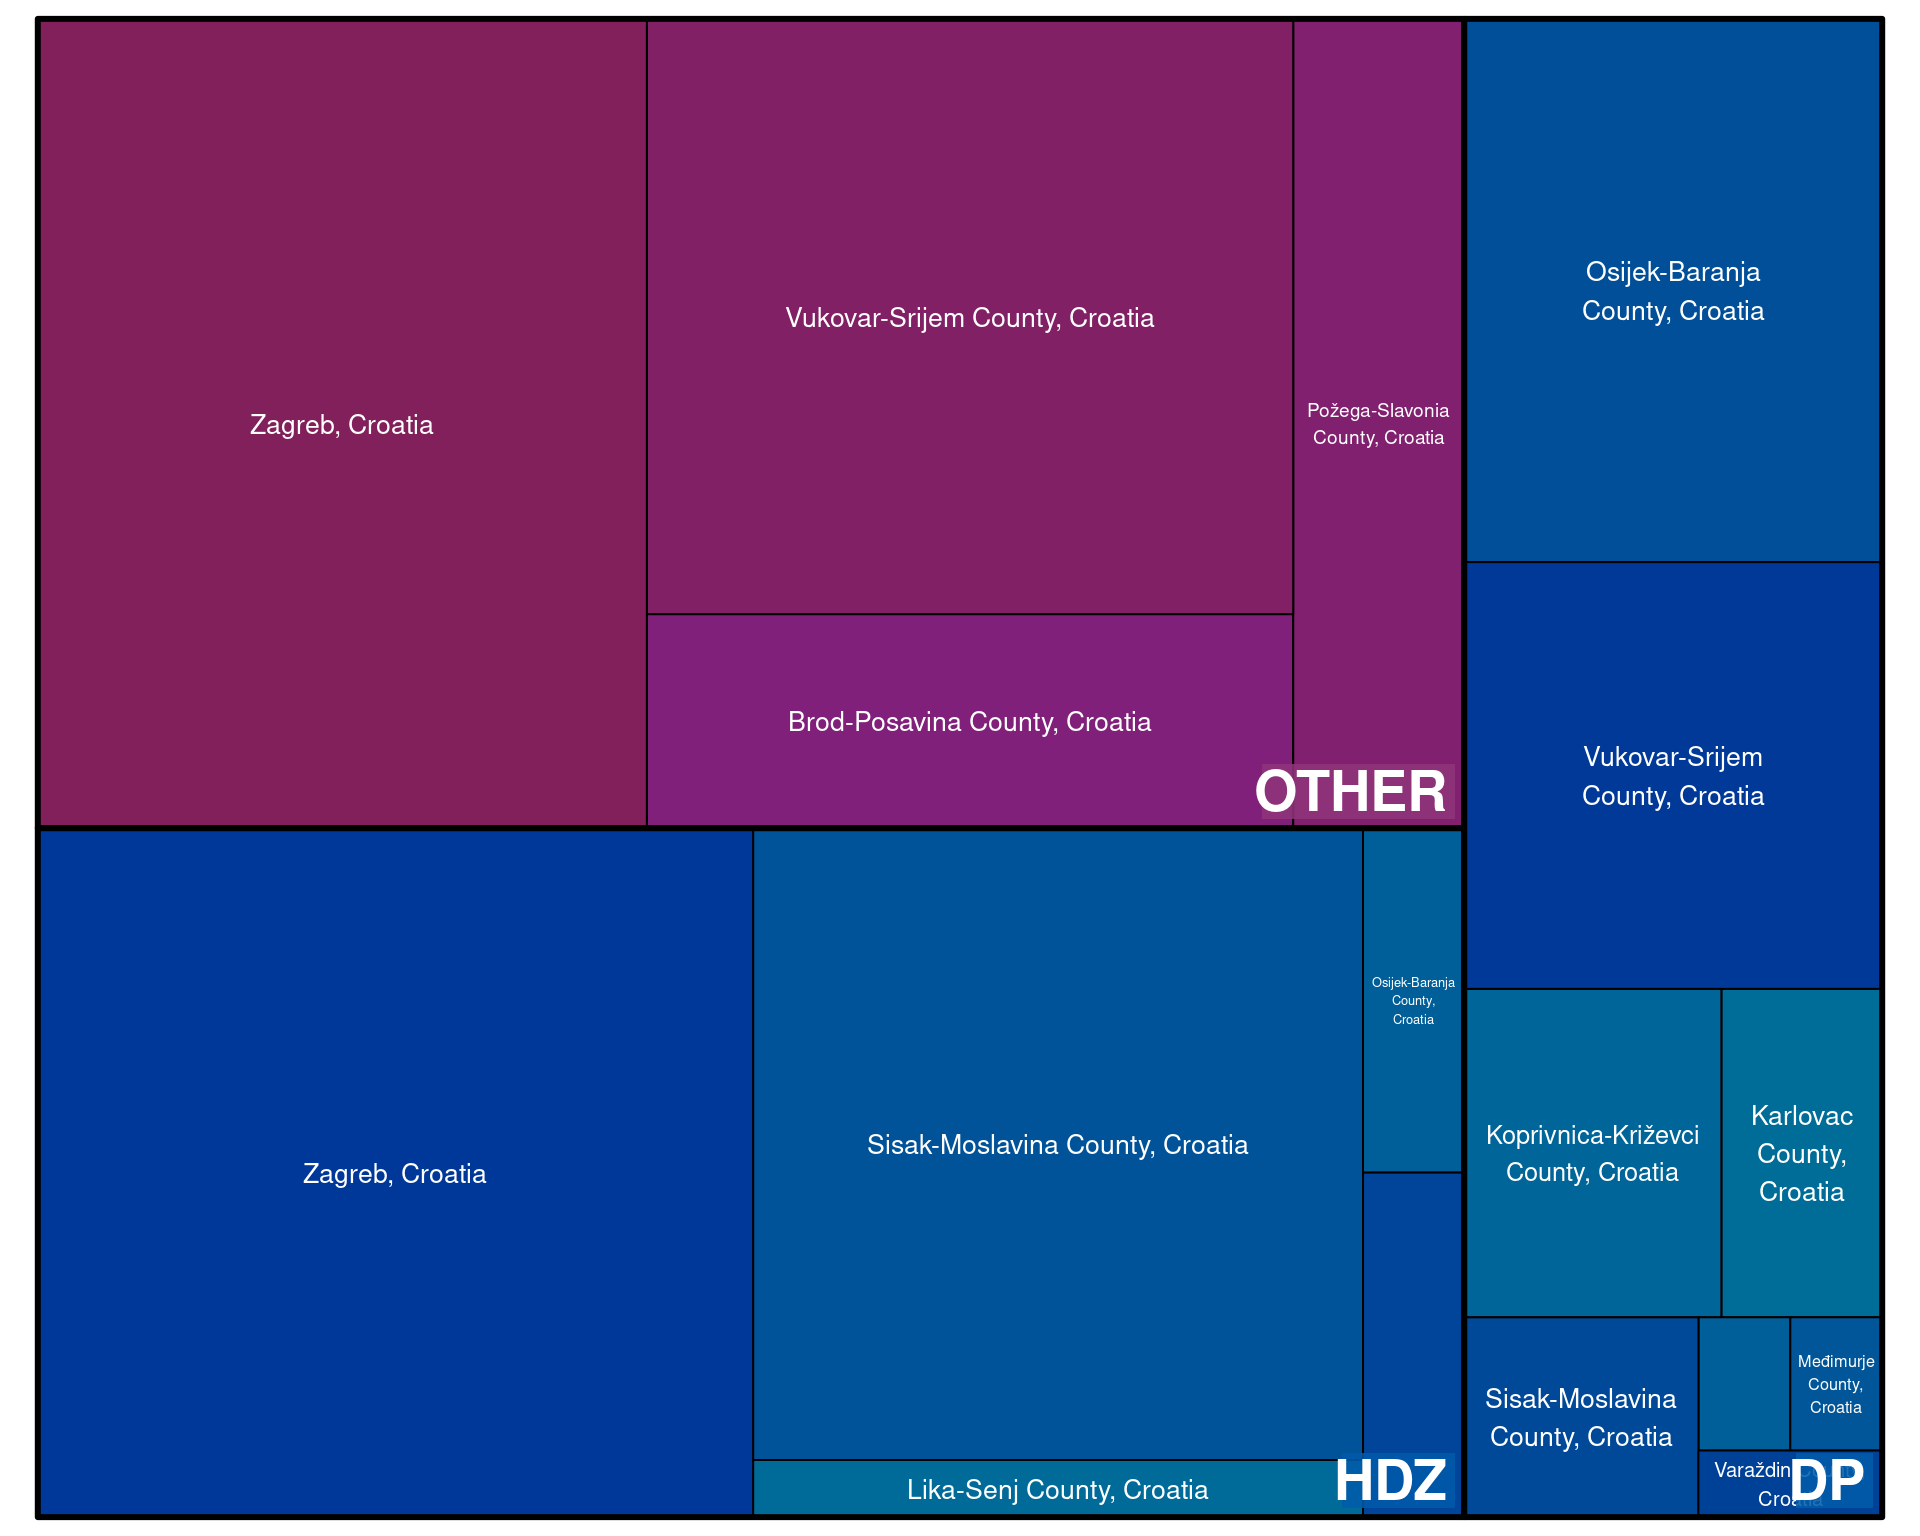 Zagreb, Croatia
Vukovar-Srijem County, Croatia
Požega-Slavonia
County, Croatia
Brod-Posavina County, Croatia
OTHER
Osijek-Baranja
County, Croatia
Vukovar-Srijem
County, Croatia
Zagreb, Croatia
Sisak-Moslavina County, Croatia
Osijek-Baranja
County,
Croatia
Lika-Senj County, Croatia
HDZ
Koprivnica-Križevci
County, Croatia
Karlovac
County,
Croatia
Sisak-Moslavina
County, Croatia
Međimurje
County,
Croatia
Varaždin
Croatia
DP